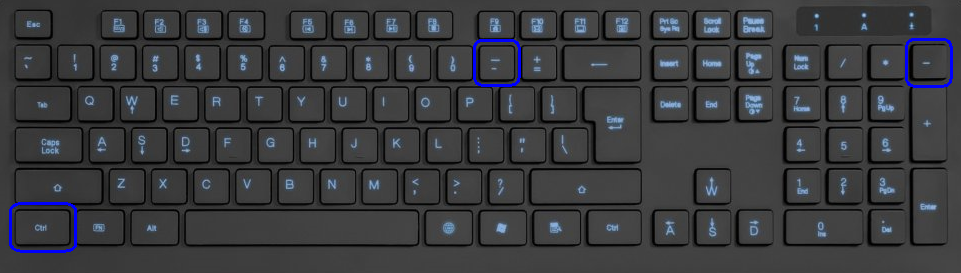 Esc F1 F2 F3 F4 F5 F6 F7 F8 F9 F10 F11 F12 Prt Sc Scroll Pause
Sys Rq Lock Break
1 A
~ ! @ # $ % ^ & * ( ) — + Insert Home Page Num / * -
` 1 2 3 4 5 6 7 8 9 0 - = Up Lock
Tab Q W E R T Y U I O P { } Enter Delete End Page 7 8 9 +
[ ] Down Home PgUp
Caps A S D F G H J K L : " | 4 5 6
Lock ; ' \
Z X C V B N M < > ? W 1 2 3 Enter
, . / End PgDn
Ctrl FN Alt Ctrl A S D 0 .
Ins Del